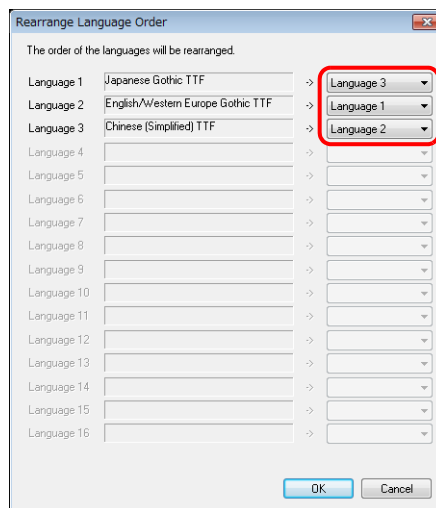 Rearrange Language Order
The order of the languages will be rearranged.
Language 1 Japanese Gothic TTF -> Language 3
Language 2 English/Western Europe Gothic TTF -> Language 1
Language 3 Chinese (Simplified) TTF -> Language 2
Language 4 ->
Language 5 ->
Language 6 ->
Language 7 ->
Language 8 ->
Language 9 ->
Language 10 ->
Language 11 ->
Language 12 ->
Language 13 ->
Language 14 ->
Language 15 ->
Language 16 ->
OK Cancel